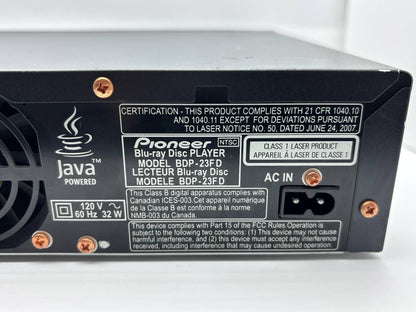 CERTIFICATION - THIS PRODUCT COMPLIES WITH 21 CFR 1040.10
AND 1040.11 EXCEPT FOR DEVIATIONS PURSUANT
TO LASER NOTICE NO. 50, DATED JUNE 24, 2007.
Java™
POWERED
Pioneer NTSC
Blu-ray Disc PLAYER
MODEL BDP-23FD
LECTEUR Blu-ray Disc
MODELE BDP-23FD
CLASS 1 LASER PRODUCT
APPAREIL À LASER DE CLASSE 1
AC IN
This Class B digital apparatus complies with
Canadian ICES-003.Cet appareil numérique
de la Classe B est conforme à la norme
NMB-003 du Canada
120 V ~
60 Hz 32 W
This device complies with Part 15 of the FCC Rules.Operation is
subject to the following two conditions: (1) This device may not cause
harmful interference, and (2) this device must accept any interference
received, including interference that may cause undesired operation.